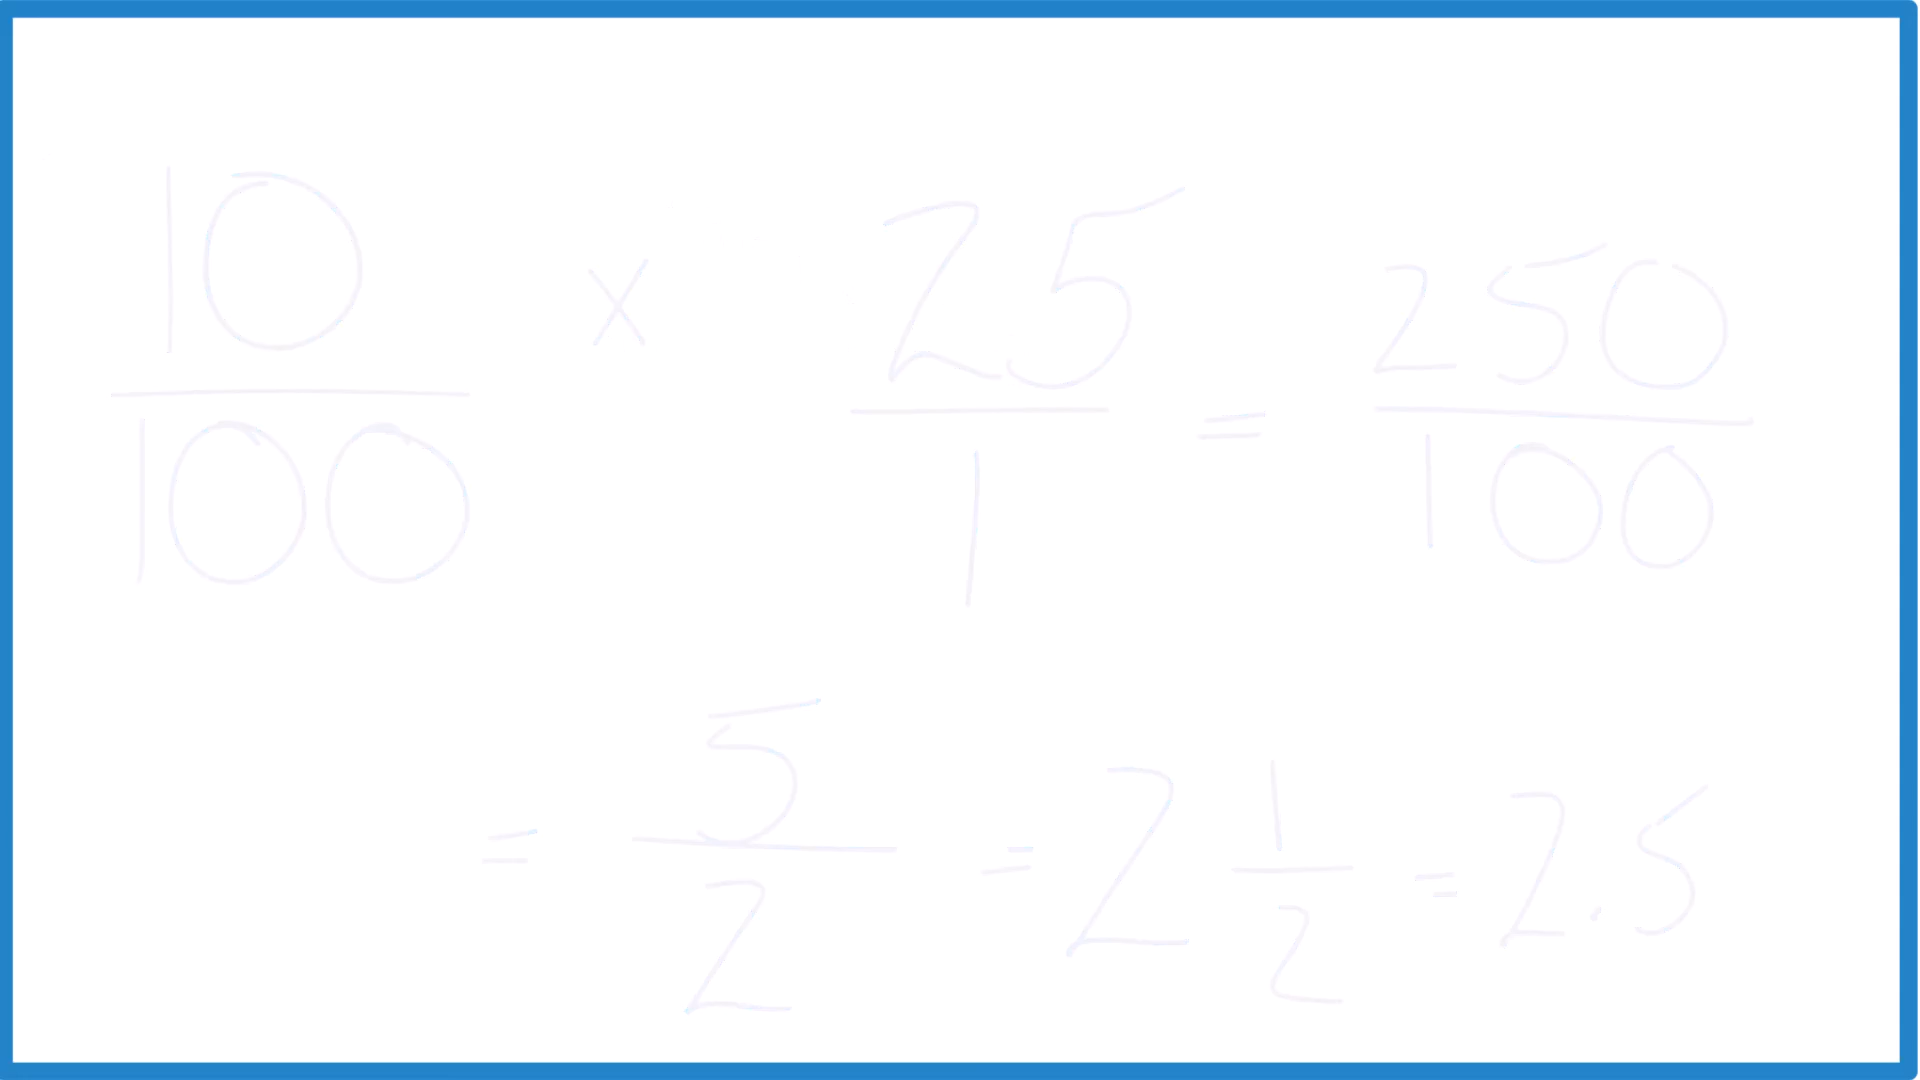 10/100 x 25/1 = 250/100
= 5/2 = 2 1/2 = 2.5